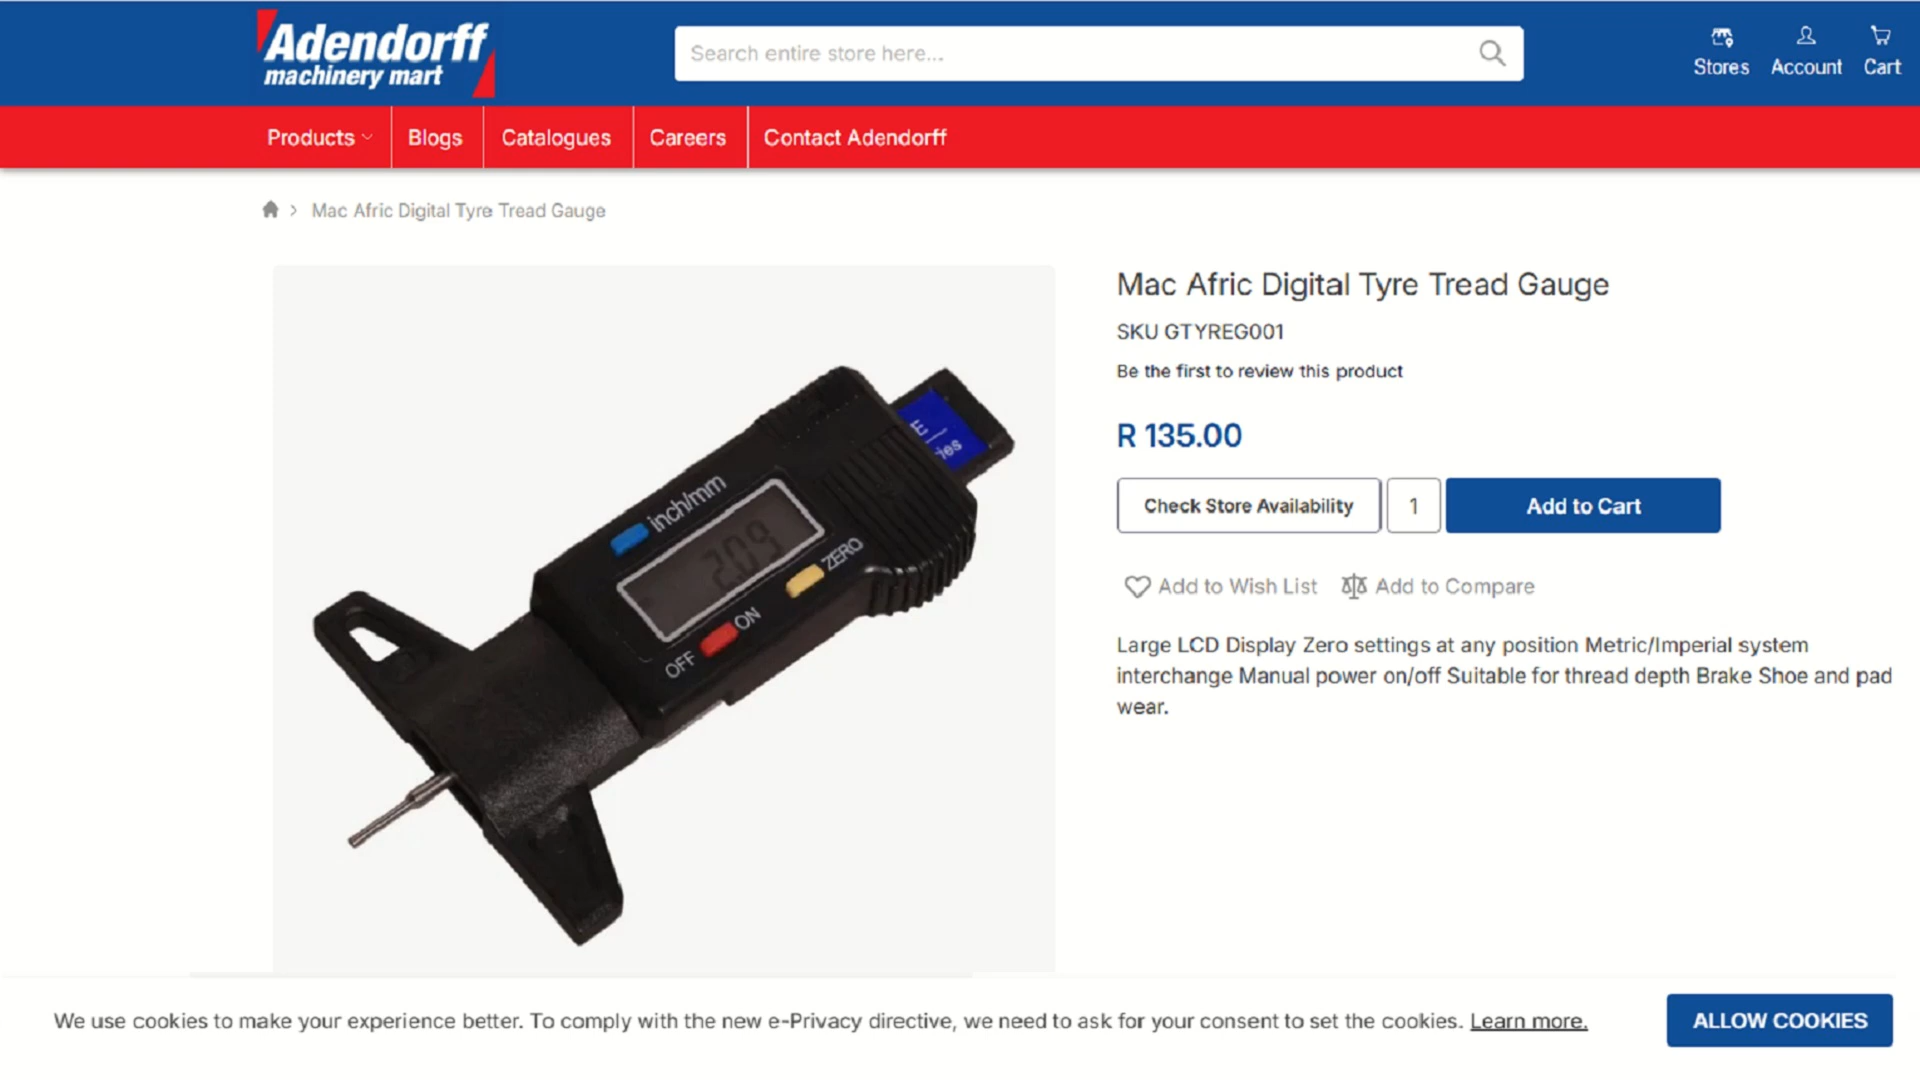 Adendorff
machinery mart
Search entire store here...
Stores
Account
Cart
Products
Blogs
Catalogues
Careers
Contact Adendorff
Mac Afric Digital Tyre Tread Gauge
Mac Afric Digital Tyre Tread Gauge
SKU GTYREG001
Be the first to review this product
R 135.00
Check Store Availability
1
Add to Cart
Add to Wish List
Add to Compare
Large LCD Display Zero settings at any position Metric/Imperial system
interchange Manual power on/off Suitable for thread depth Brake Shoe and pad
wear.
E
ies
inch/mm
2.09
ZERO
ON
OFF
We use cookies to make your experience better. To comply with the new e-Privacy directive, we need to ask for your consent to set the cookies. Learn more.
ALLOW COOKIES